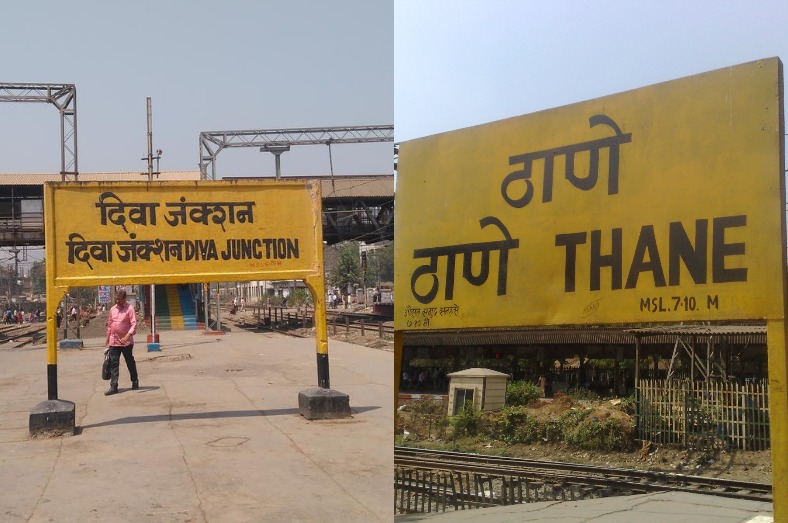 दिवा जंक्शन
दिवा जंक्शन DIVA JUNCTION
ठाणे
ठाणे THANE
MSL. 7·10. M